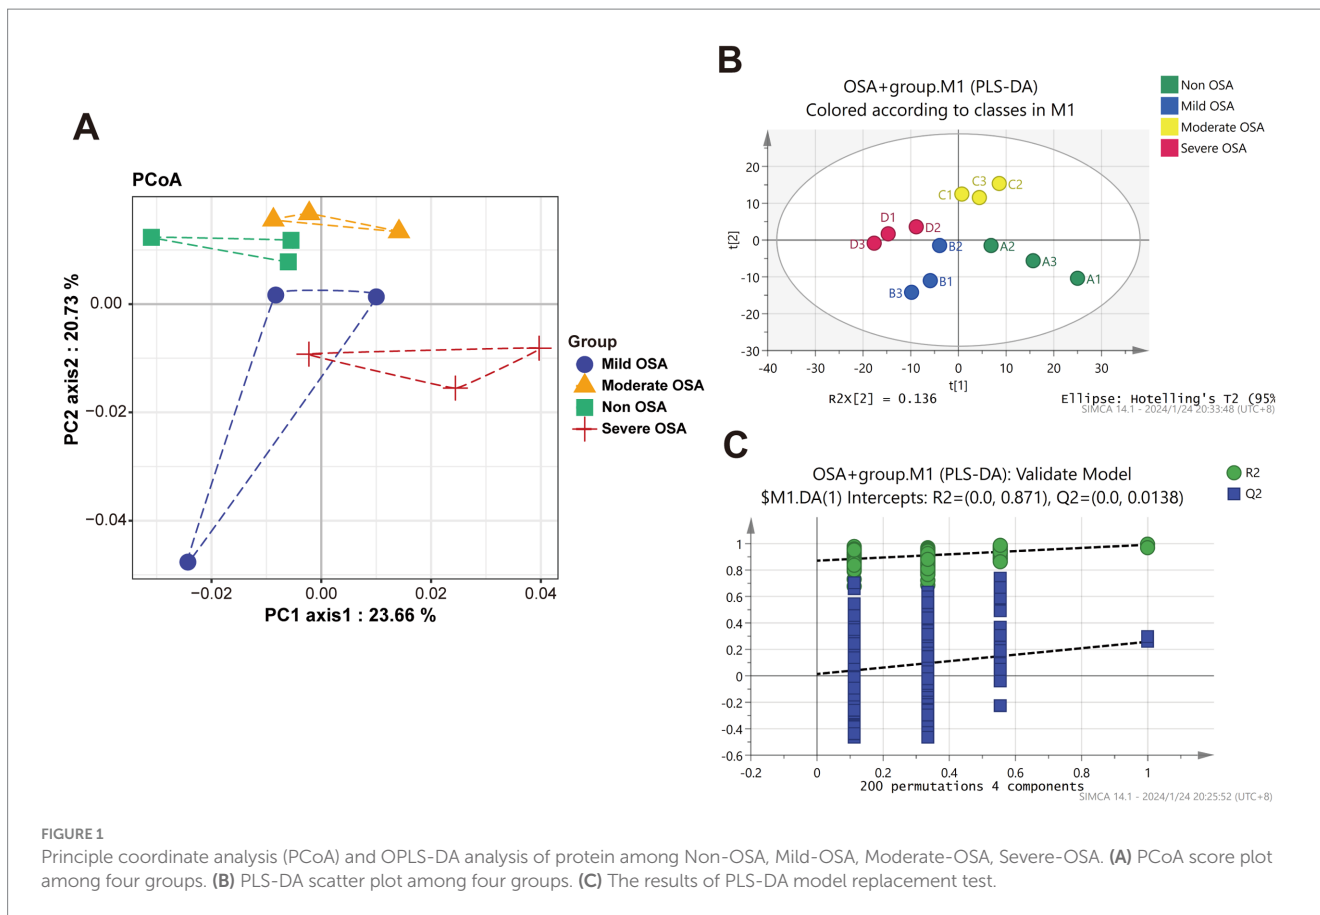 A
PCoA
PC2 axis2 : 20.73 %
0.00
−0.02
−0.04
−0.02
0.00
0.02
0.04
PC1 axis1 : 23.66 %
Group
Mild OSA
Moderate OSA
Non OSA
Severe OSA
B
OSA+group.M1 (PLS-DA)
Colored according to classes in M1
Non OSA
Mild OSA
Moderate OSA
Severe OSA
t[2]
20
10
0
-10
-20
-30
C1
C3
C2
D1
D2
D3
B2
A2
A3
A1
B1
B3
-40
-30
-20
-10
0
10
20
30
t[1]
R2X[2] = 0.136
Ellipse: Hotelling's T2 (95%
SIMCA 14.1 - 2024/1/24 20:33:48 (UTC+8)
C
OSA+group.M1 (PLS-DA): Validate Model
$M1.DA(1) Intercepts: R2=(0.0, 0.871), Q2=(0.0, 0.0138)
R2
Q2
1
0.8
0.6
0.4
0.2
0
-0.2
-0.4
-0.6
-0.2
0
0.2
0.4
0.6
0.8
1
200 permutations 4 components
SIMCA 14.1 - 2024/1/24 20:25:52 (UTC+8)
FIGURE 1
Principle coordinate analysis (PCoA) and OPLS-DA analysis of protein among Non-OSA, Mild-OSA, Moderate-OSA, Severe-OSA. (A) PCoA score plot
among four groups. (B) PLS-DA scatter plot among four groups. (C) The results of PLS-DA model replacement test.